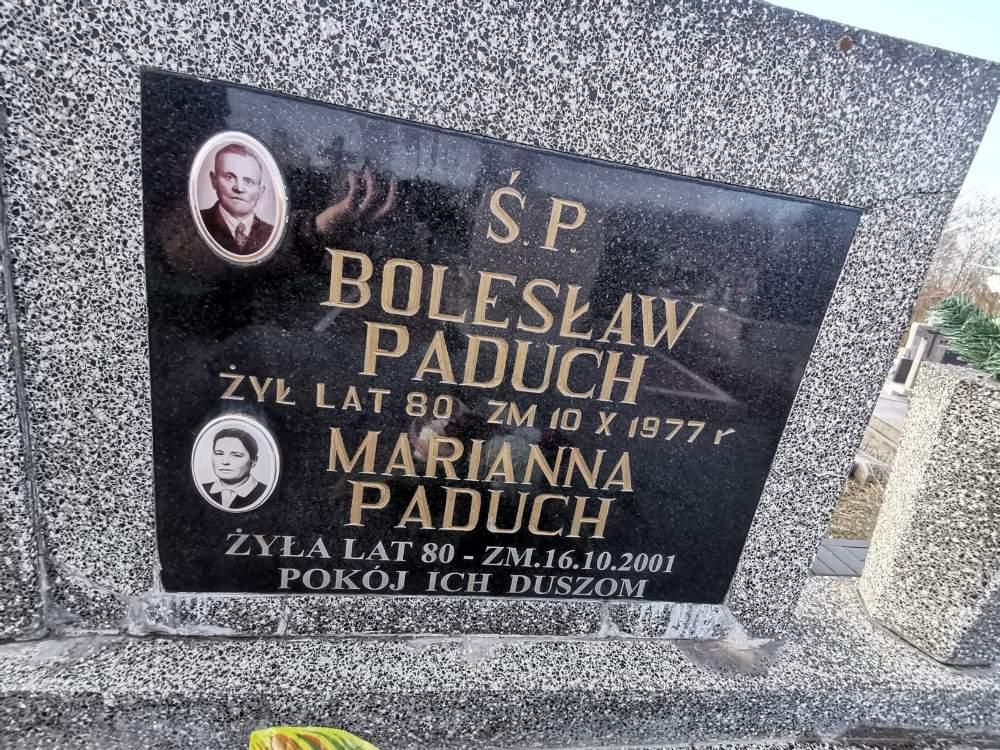 Ś.P.
BOLESŁAW
PADUCH
ŻYŁ LAT 80 ZM 10 X 1977 r
MARIANNA
PADUCH
ŻYŁA LAT 80 - ZM.16.10.2001
POKÓJ ICH DUSZOM